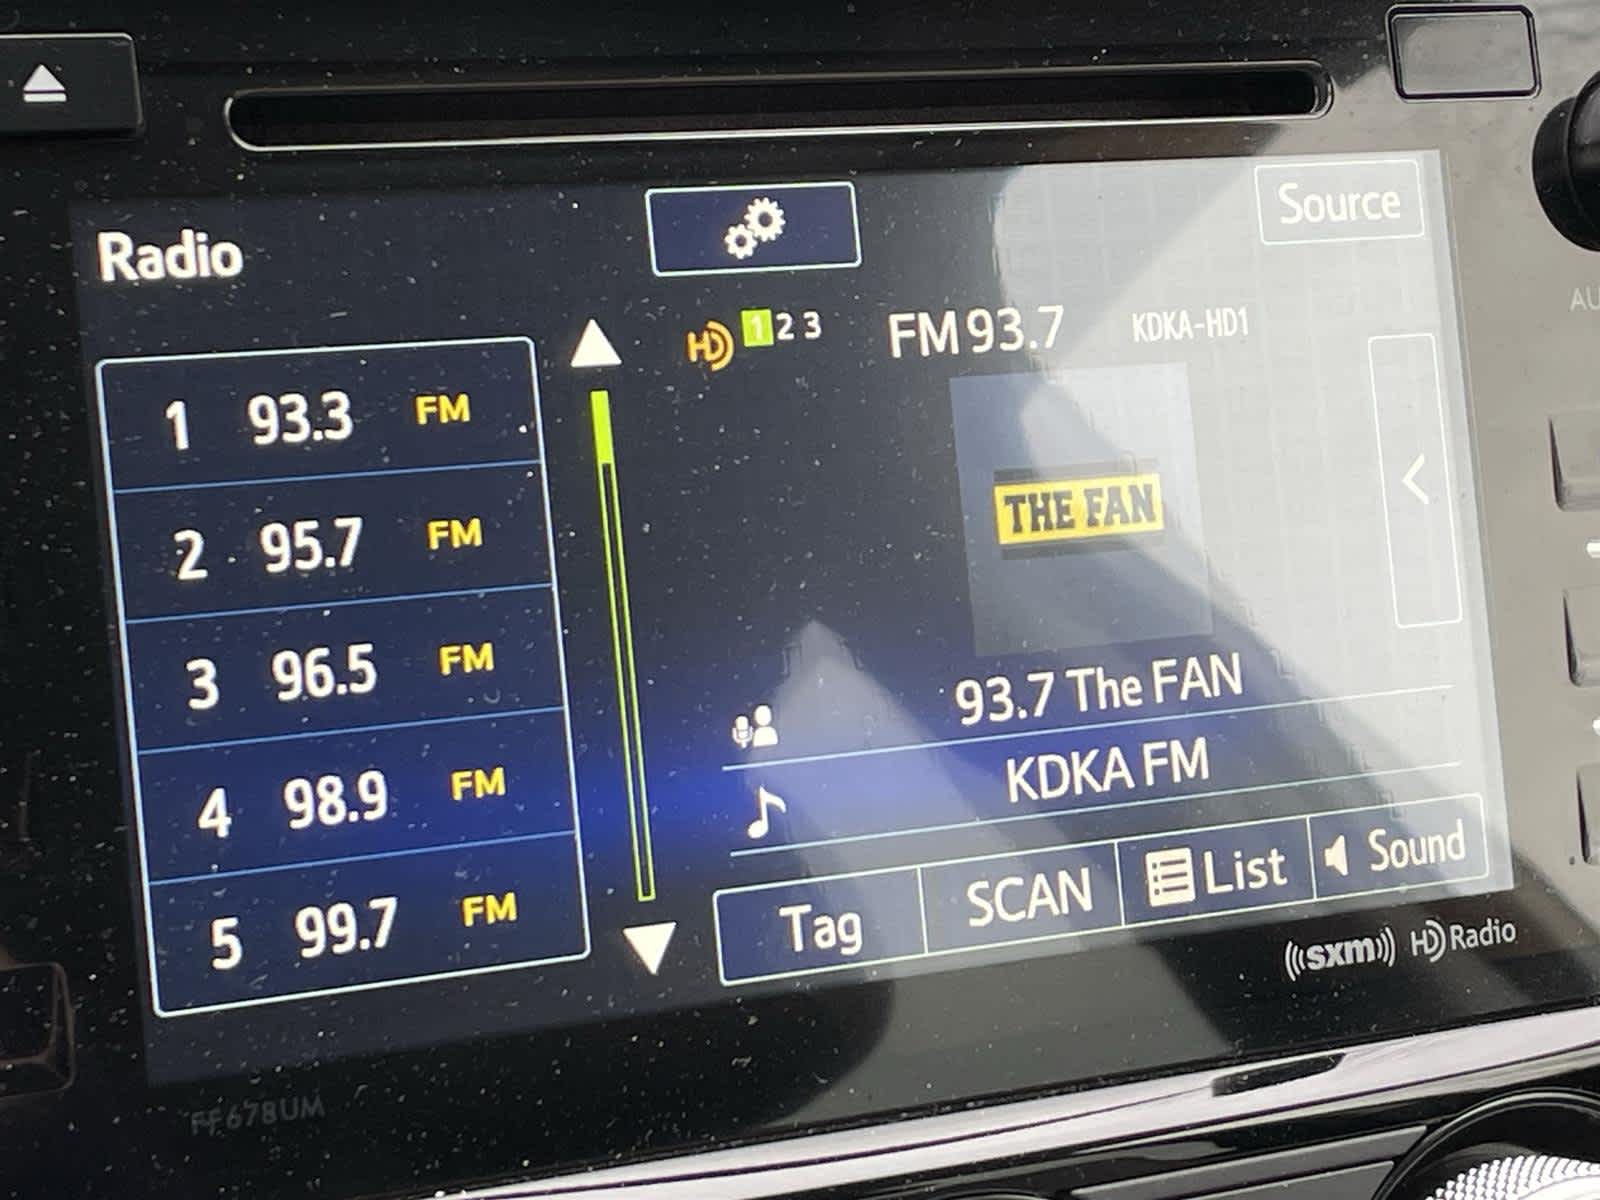 Radio
Source
HD 1 2 3 FM 93.7 KDKA-HD1
1 93.3 FM
2 95.7 FM
3 96.5 FM
4 98.9 FM
5 99.7 FM
THE FAN
<
93.7 The FAN
KDKA FM
Tag SCAN List Sound
((sxm)) HD Radio
FF678UM
AU